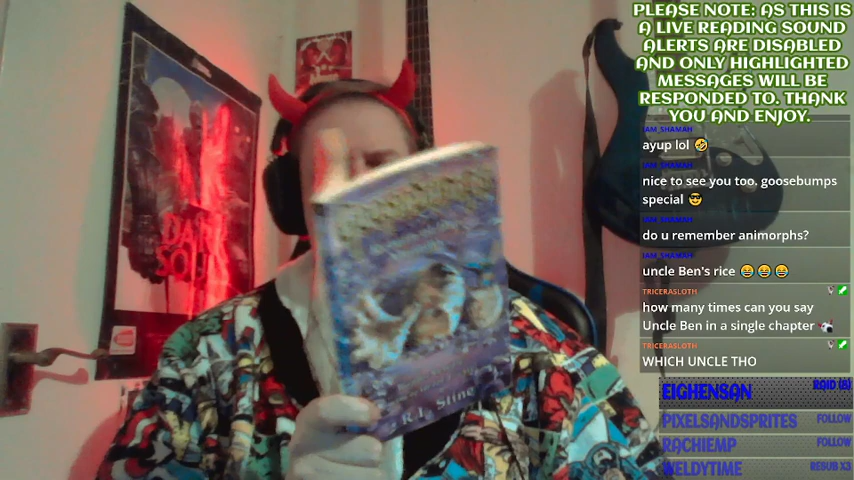 PLEASE NOTE: AS THIS IS
A LIVE READING SOUND
ALERTS ARE DISABLED
AND ONLY HIGHLIGHTED
MESSAGES WILL BE
RESPONDED TO. THANK
YOU AND ENJOY.
IAM_SHAMAH
ayup lol 🤣
IAM_SHAMAH
nice to see you too, goosebumps
special 😎
IAM_SHAMAH
do u remember animorphs?
IAM_SHAMAH
uncle Ben's rice 😂😂😂
TRICERASLOTH
how many times can you say
Uncle Ben in a single chapter
TRICERASLOTH
WHICH UNCLE THO
EIGHENSAN RAID (8)
PIXELSANDSPRITES FOLLOW
RACHIEMP FOLLOW
WELDYTIME RESUB X3
DARK
SOUL
R.L. Stine